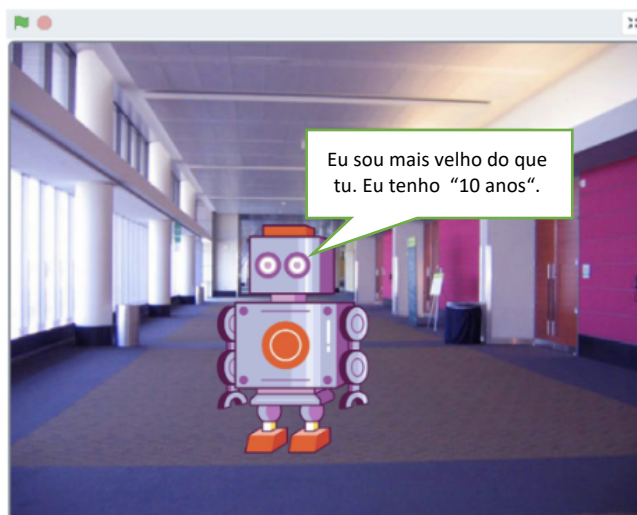 Eu sou mais velho do que
tu. Eu tenho “10 anos“.